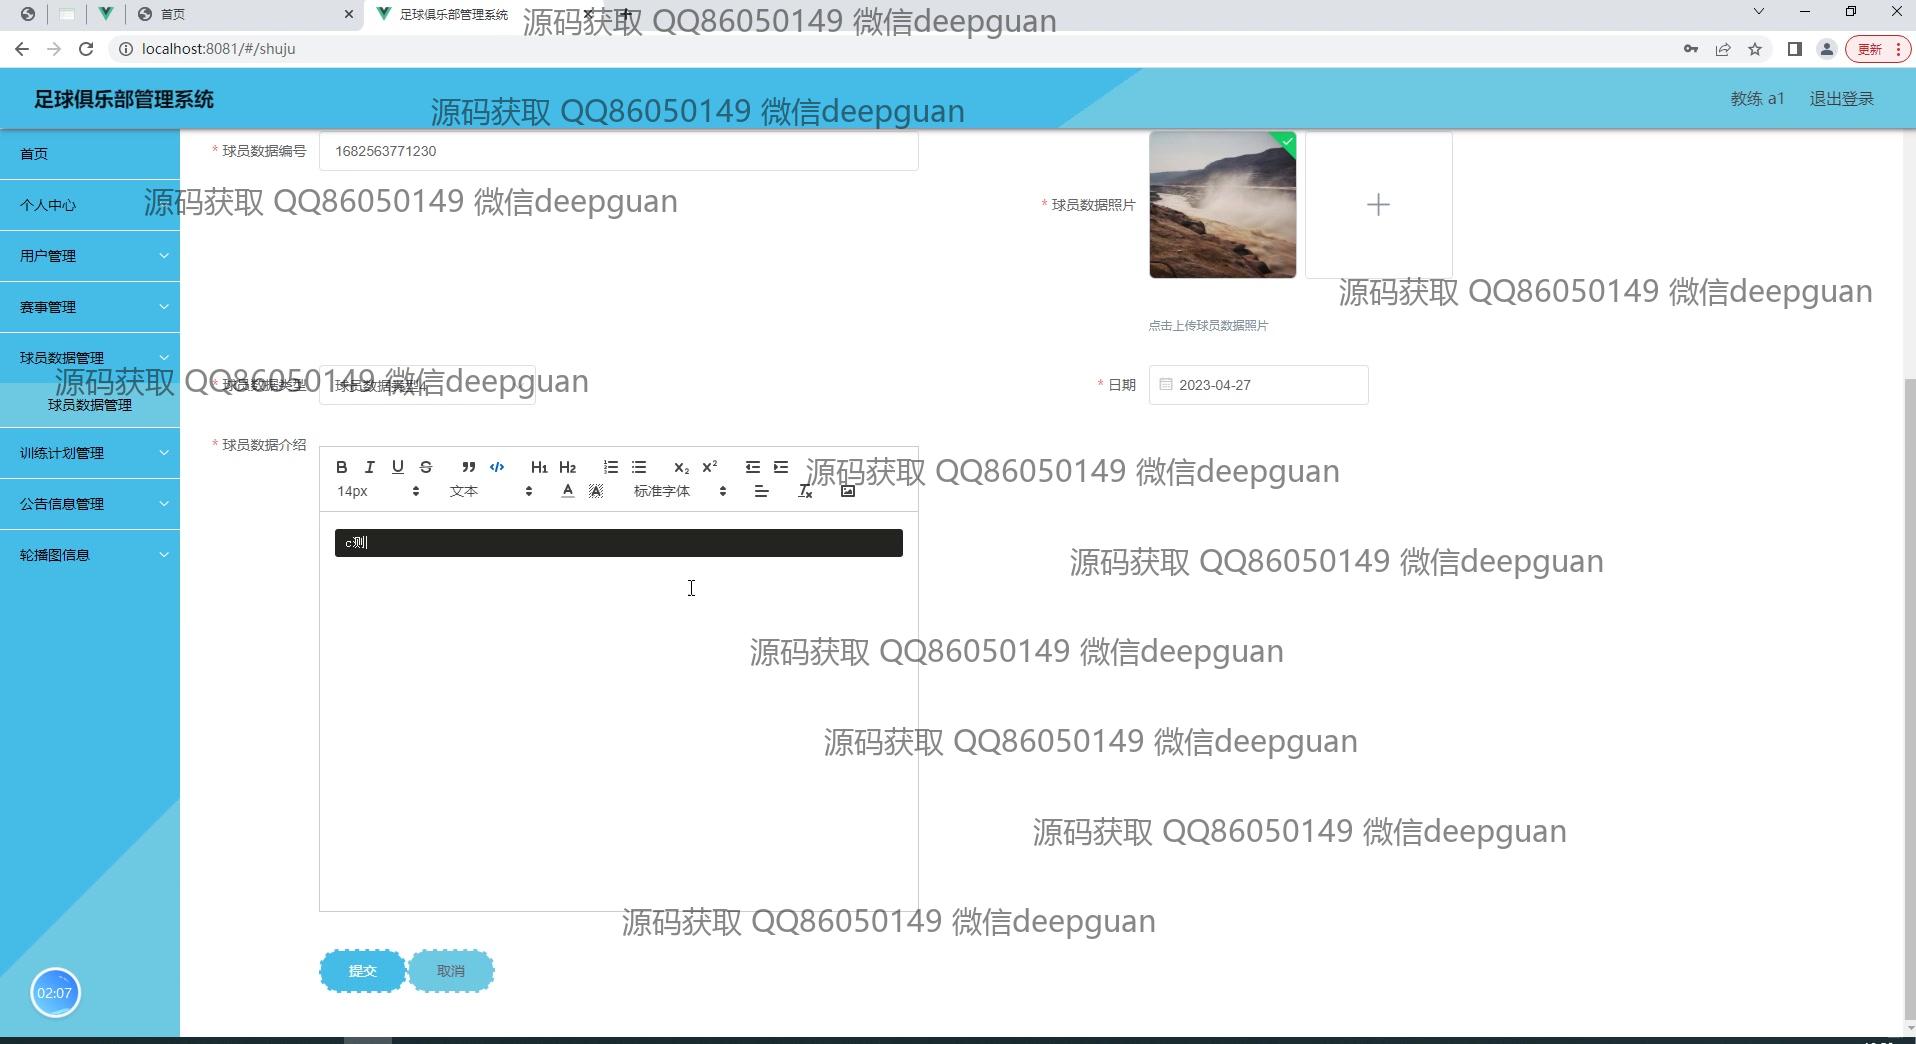 首页
足球俱乐部管理系统
源码获取 QQ86050149 微信deepguan
localhost:8081/#/shuju
更新
足球俱乐部管理系统
源码获取 QQ86050149 微信deepguan
教练 a1
退出登录
首页
* 球员数据编号
1682563771230
个人中心
源码获取 QQ86050149 微信deepguan
* 球员数据照片
用户管理
源码获取 QQ86050149 微信deepguan
赛事管理
点击上传球员数据照片
球员数据管理
源码获取 QQ86050149 微信deepguan
* 球员数据类型
球员数据类型4
* 日期
2023-04-27
球员数据管理
* 球员数据介绍
训练计划管理
B I U S H1 H2 X2 X2
源码获取 QQ86050149 微信deepguan
14px
文本
标准字体
公告信息管理
c测
轮播图信息
源码获取 QQ86050149 微信deepguan
源码获取 QQ86050149 微信deepguan
源码获取 QQ86050149 微信deepguan
源码获取 QQ86050149 微信deepguan
源码获取 QQ86050149 微信deepguan
提交
取消
02:07